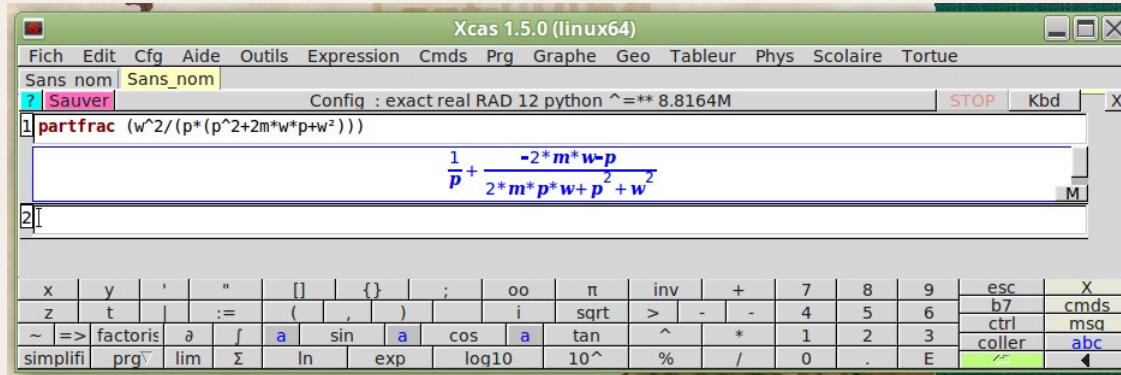 Xcas 1.5.0 (linux64)
Fich Edit Cfg Aide Outils Expression Cmds Prg Graphe Geo Tableur Phys Scolaire Tortue
Sans nom Sans_nom
? Sauver Config : exact real RAD 12 python ^=** 8.8164M STOP Kbd X
1 partfrac (w^2/(p*(p^2+2m*w*p+w²)))
1/p + (-2*m*w-p)/(2*m*p*w+p^2+w^2)
M
2
x y ' " [] {} ; oo π inv + 7 8 9 esc X
z t | := ( , ) i sqrt > - - 4 5 6 b7 cmds
~ => factoris ∂ ∫ a sin a cos a tan ^ * 1 2 3 ctrl msg
simplifi prg lim Σ ln exp log10 10^ % / 0 . E coller abc